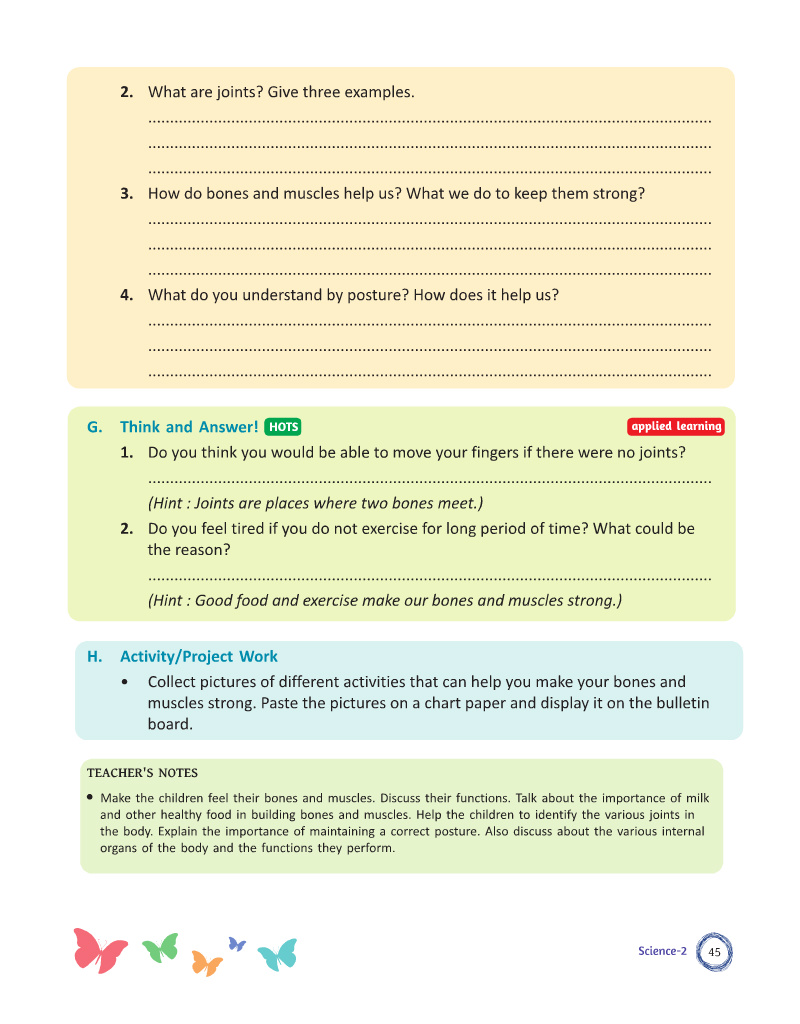 2. What are joints? Give three examples.
................................................................................................................................
................................................................................................................................
................................................................................................................................
3. How do bones and muscles help us? What we do to keep them strong?
................................................................................................................................
................................................................................................................................
................................................................................................................................
4. What do you understand by posture? How does it help us?
................................................................................................................................
................................................................................................................................
................................................................................................................................
G. Think and Answer! HOTS applied learning
1. Do you think you would be able to move your fingers if there were no joints?
................................................................................................................................
(Hint : Joints are places where two bones meet.)
2. Do you feel tired if you do not exercise for long period of time? What could be
the reason?
................................................................................................................................
(Hint : Good food and exercise make our bones and muscles strong.)
H. Activity/Project Work
• Collect pictures of different activities that can help you make your bones and
muscles strong. Paste the pictures on a chart paper and display it on the bulletin
board.
TEACHER'S NOTES
• Make the children feel their bones and muscles. Discuss their functions. Talk about the importance of milk
and other healthy food in building bones and muscles. Help the children to identify the various joints in
the body. Explain the importance of maintaining a correct posture. Also discuss about the various internal
organs of the body and the functions they perform.
Science-2 45